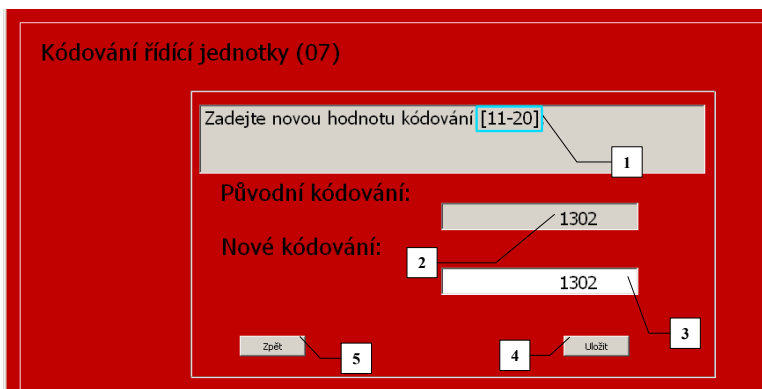 Kódování řídící jednotky (07)
Zadejte novou hodnotu kódování [11-20]
1
Původní kódování:
1302
Nové kódování:
2
1302
3
Zpět
5
4
Uložit